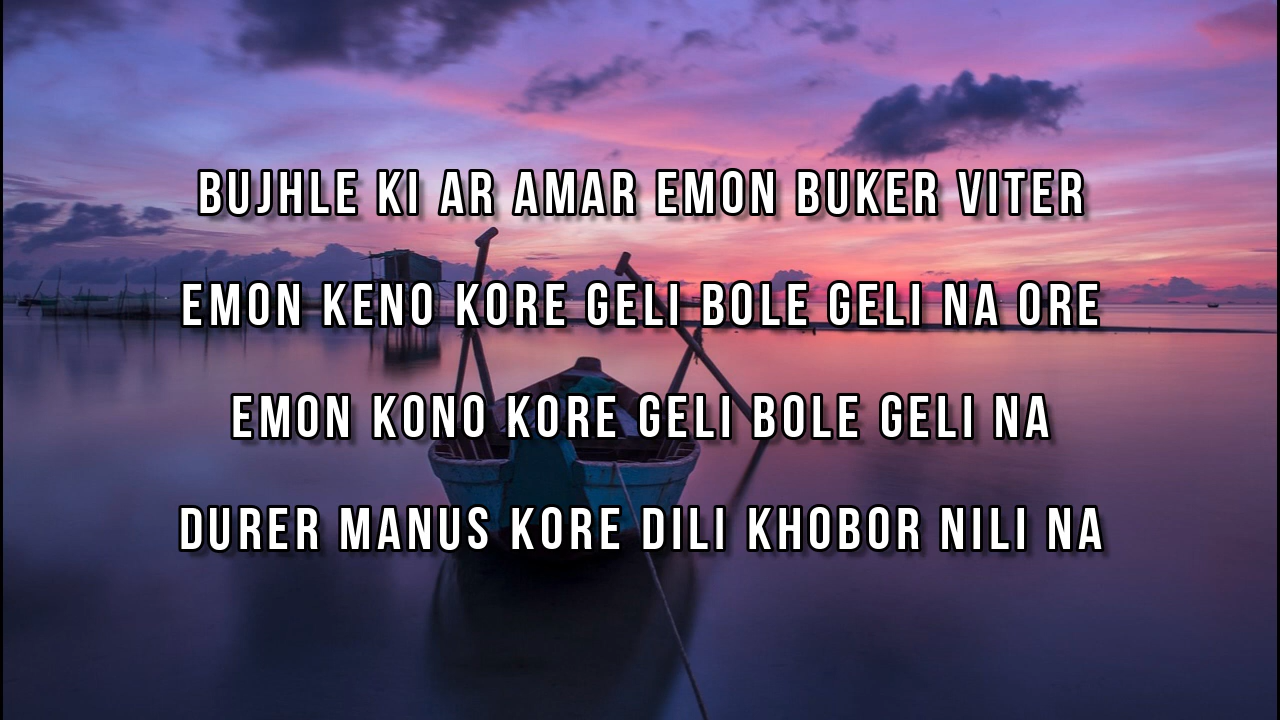 BUJHLE KI AR AMAR EMON BUKER VITER
EMON KENO KORE GELI BOLE GELI NA ORE
EMON KONO KORE GELI BOLE GELI NA
DURER MANUS KORE DILI KHOBOR NILI NA